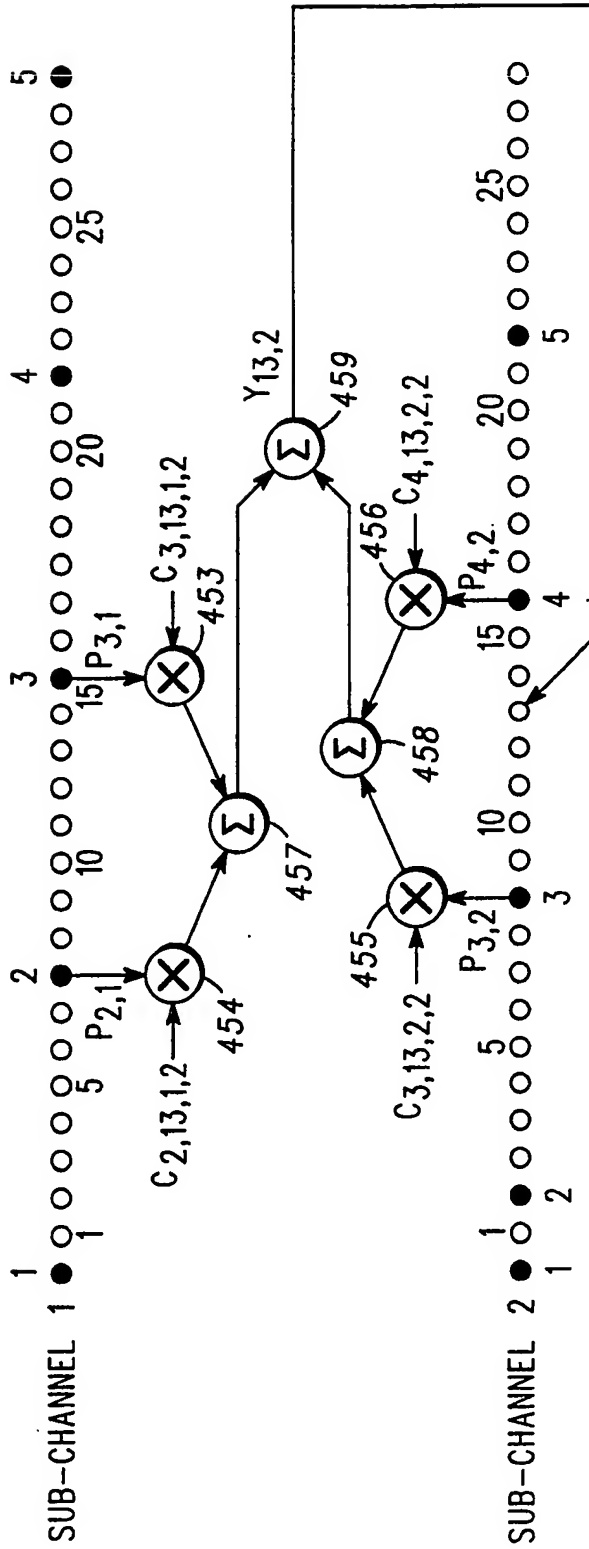 1 2 3 4 5
SUB-CHANNEL 1
1 5 10 15 20 25
P2,1 P3,1
C2,13,1,2 C3,13,1,2
454 453
457
Y13,2
459
458
455 456
C3,13,2,2 C4,13,2,2
P3,2 P4,2
1 5 10 15 20 25
SUB-CHANNEL 2
1 2 3 4 5
Σ
Σ
Σ